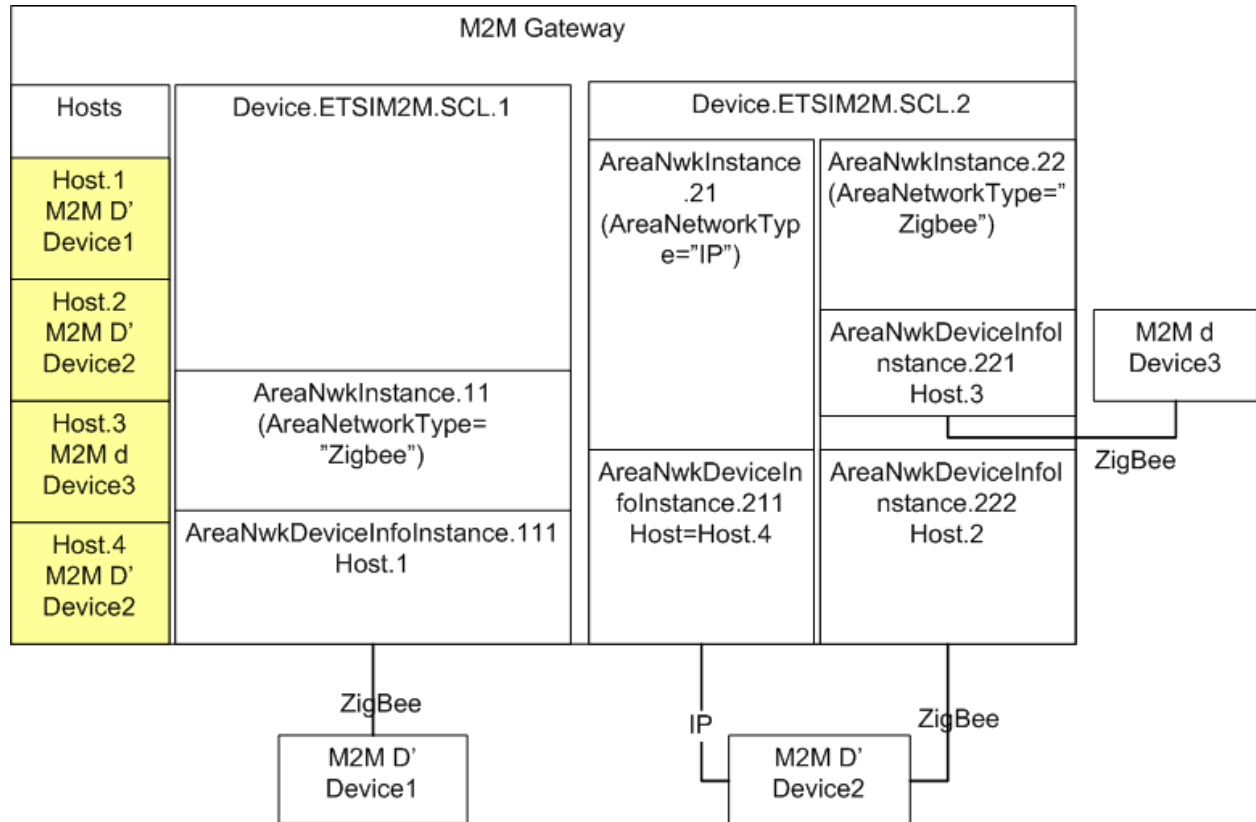 M2M Gateway
Hosts
Host.1
M2M D’
Device1
Host.2
M2M D’
Device2
Host.3
M2M d
Device3
Host.4
M2M D’
Device2
Device.ETSIM2M.SCL.1
AreaNwkInstance.11
(AreaNetworkType=
”Zigbee”)
AreaNwkDeviceInfoInstance.111
Host.1
Device.ETSIM2M.SCL.2
AreaNwkInstance
.21
(AreaNetworkTyp
e=”IP”)
AreaNwkDeviceIn
foInstance.211
Host=Host.4
AreaNwkInstance.22
(AreaNetworkType=”
Zigbee”)
AreaNwkDeviceInfoI
nstance.221
Host.3
AreaNwkDeviceInfoI
nstance.222
Host.2
M2M d
Device3
ZigBee
ZigBee
IP
ZigBee
M2M D’
Device1
M2M D’
Device2